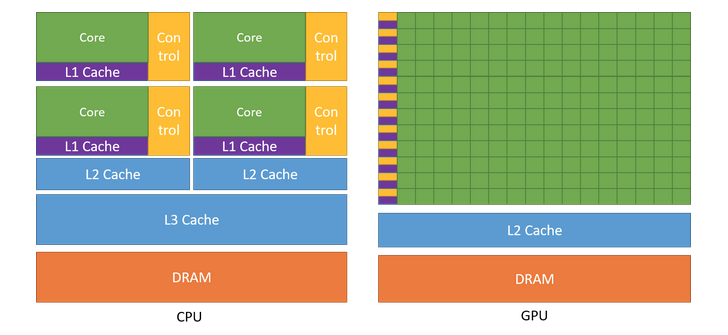 Core
Con
trol
Core
Con
trol
L1 Cache
L1 Cache
Core
Con
trol
Core
Con
trol
L1 Cache
L1 Cache
L2 Cache
L2 Cache
L3 Cache
DRAM
CPU
L2 Cache
DRAM
GPU